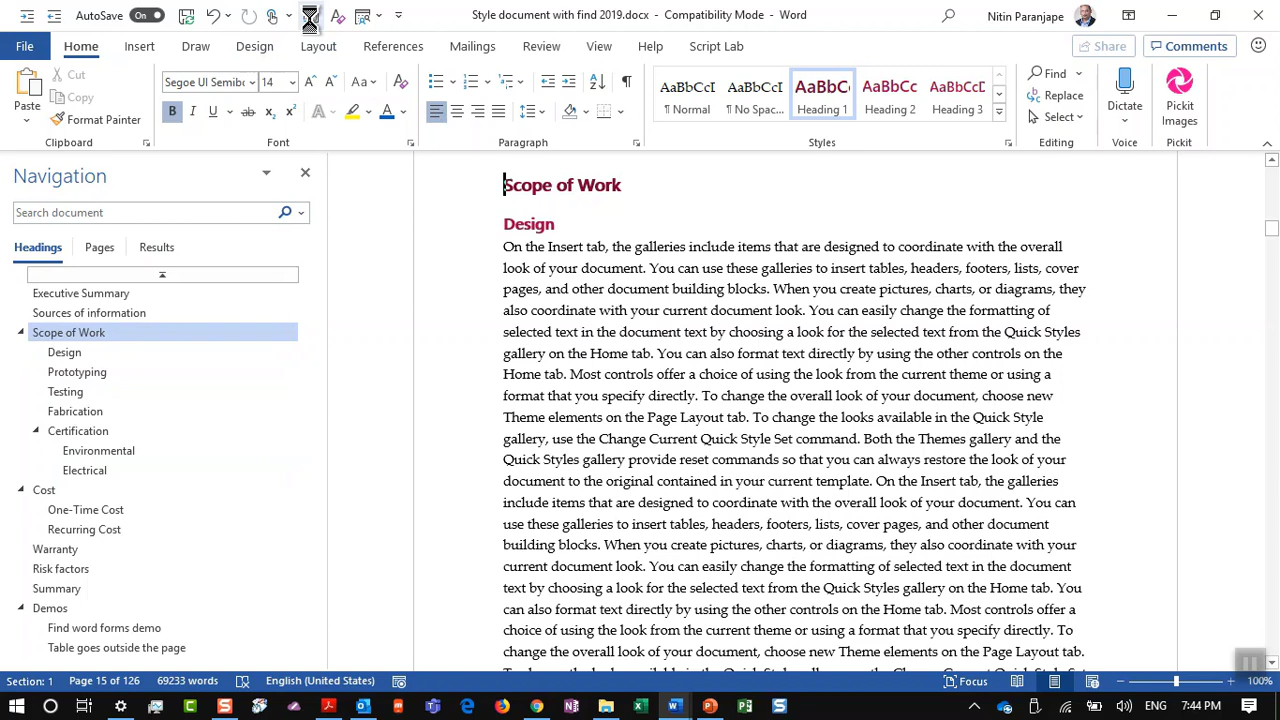 AutoSave On
Style document with find 2019.docx - Compatibility Mode - Word
Nitin Paranjape
File Home Insert Draw Design Layout References Mailings Review View Help Script Lab
Share Comments
Paste
Cut
Copy
Format Painter
Clipboard
Segoe UI Semibo 14
Font
Paragraph
AaBbCcI AaBbCcI AaBbC AaBbCc AaBbCcD
¶ Normal ¶ No Spac... Heading 1 Heading 2 Heading 3
Styles
Find
Replace
Select
Editing
Dictate
Voice
Pickit Images
Pickit
Navigation
Search document
Headings Pages Results
Executive Summary
Sources of information
Scope of Work
Design
Prototyping
Testing
Fabrication
Certification
Environmental
Electrical
Cost
One-Time Cost
Recurring Cost
Warranty
Risk factors
Summary
Demos
Find word forms demo
Table goes outside the page
Scope of Work
Design
On the Insert tab, the galleries include items that are designed to coordinate with the overall
look of your document. You can use these galleries to insert tables, headers, footers, lists, cover
pages, and other document building blocks. When you create pictures, charts, or diagrams, they
also coordinate with your current document look. You can easily change the formatting of
selected text in the document text by choosing a look for the selected text from the Quick Styles
gallery on the Home tab. You can also format text directly by using the other controls on the
Home tab. Most controls offer a choice of using the look from the current theme or using a
format that you specify directly. To change the overall look of your document, choose new
Theme elements on the Page Layout tab. To change the looks available in the Quick Style
gallery, use the Change Current Quick Style Set command. Both the Themes gallery and the
Quick Styles gallery provide reset commands so that you can always restore the look of your
document to the original contained in your current template. On the Insert tab, the galleries
include items that are designed to coordinate with the overall look of your document. You can
use these galleries to insert tables, headers, footers, lists, cover pages, and other document
building blocks. When you create pictures, charts, or diagrams, they also coordinate with your
current document look. You can easily change the formatting of selected text in the document
text by choosing a look for the selected text from the Quick Styles gallery on the Home tab. You
can also format text directly by using the other controls on the Home tab. Most controls offer a
choice of using the look from the current theme or using a format that you specify directly. To
change the overall look of your document, choose new Theme elements on the Page Layout tab.
Section: 1 Page 15 of 126 69233 words English (United States) Focus 100%
ENG 7:44 PM